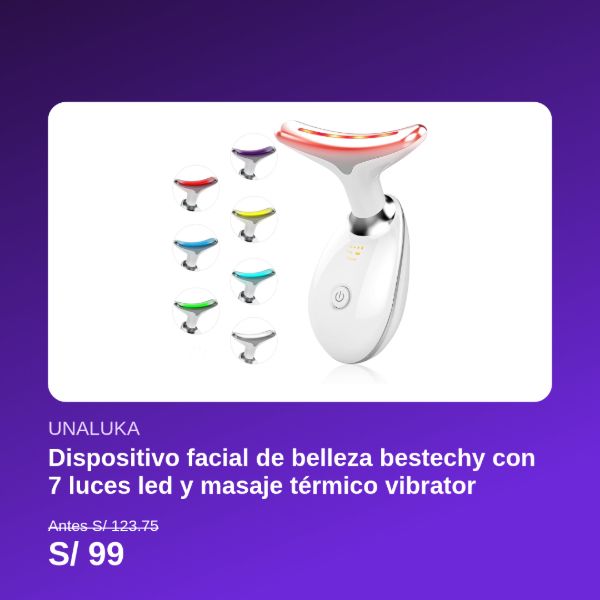 UNALUKA
Dispositivo facial de belleza bestechy con
7 luces led y masaje térmico vibrator
Antes S/ 123.75
S/ 99